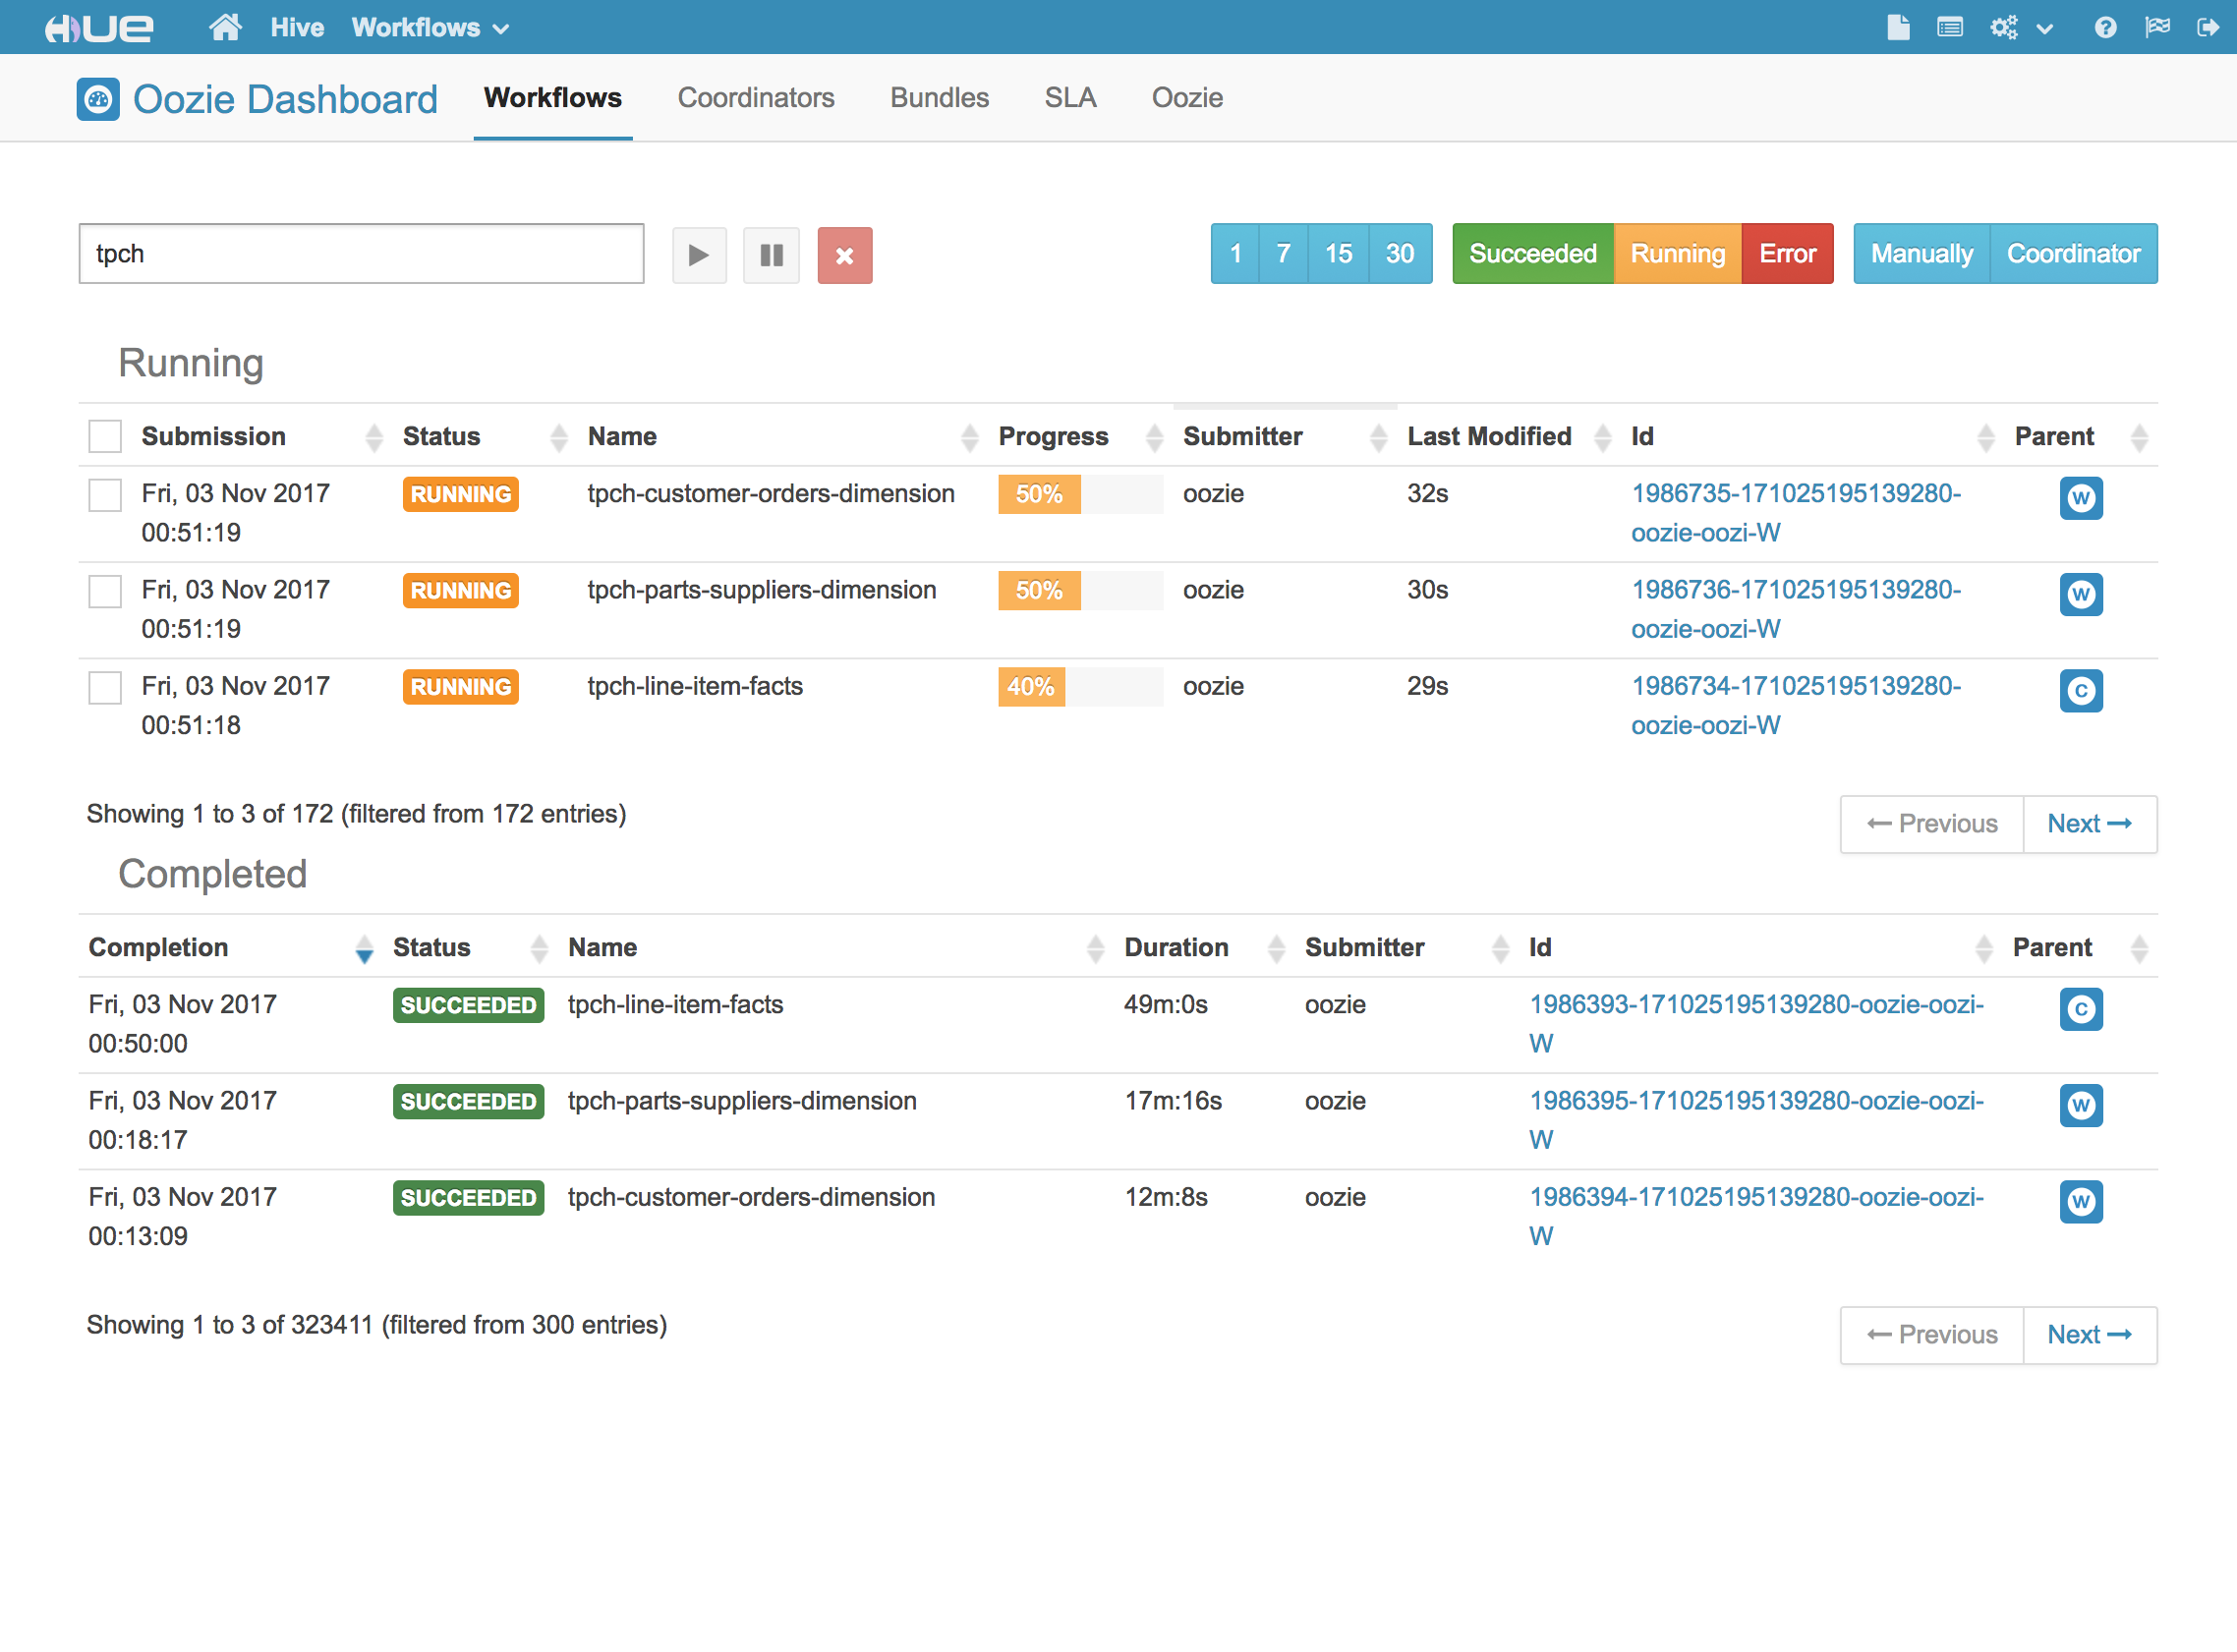 HUE Hive Workflows
Oozie Dashboard Workflows Coordinators Bundles SLA Oozie
tpch 1 7 15 30 Succeeded Running Error Manually Coordinator
Running
Submission Status Name Progress Submitter Last Modified Id Parent
Fri, 03 Nov 2017 RUNNING tpch-customer-orders-dimension 50% oozie 32s 1986735-171025195139280- W
00:51:19 oozie-oozi-W
Fri, 03 Nov 2017 RUNNING tpch-parts-suppliers-dimension 50% oozie 30s 1986736-171025195139280- W
00:51:19 oozie-oozi-W
Fri, 03 Nov 2017 RUNNING tpch-line-item-facts 40% oozie 29s 1986734-171025195139280- C
00:51:18 oozie-oozi-W
Showing 1 to 3 of 172 (filtered from 172 entries) ← Previous Next →
Completed
Completion Status Name Duration Submitter Id Parent
Fri, 03 Nov 2017 SUCCEEDED tpch-line-item-facts 49m:0s oozie 1986393-171025195139280-oozie-oozi- C
00:50:00 W
Fri, 03 Nov 2017 SUCCEEDED tpch-parts-suppliers-dimension 17m:16s oozie 1986395-171025195139280-oozie-oozi- W
00:18:17 W
Fri, 03 Nov 2017 SUCCEEDED tpch-customer-orders-dimension 12m:8s oozie 1986394-171025195139280-oozie-oozi- W
00:13:09 W
Showing 1 to 3 of 323411 (filtered from 300 entries) ← Previous Next →